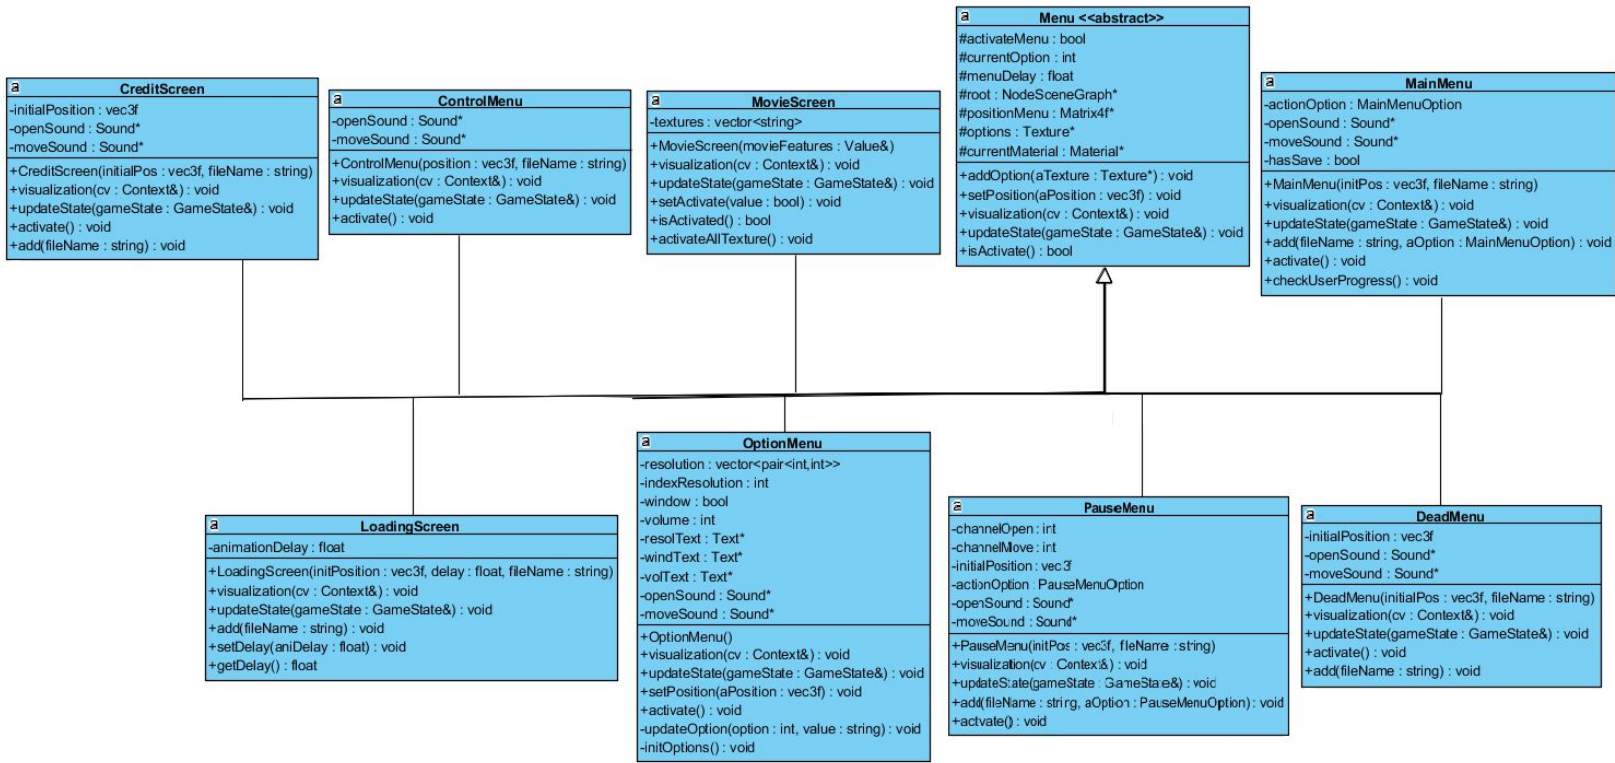 a
CreditScreen
-initialPosition : vec3f
-openSound : Sound*
-moveSound : Sound*
+CreditScreen(initialPos : vec3f, fileName : string)
+visualization(cv : Context&) : void
+updateState(gameState : GameState&) : void
+activate() : void
+add(fileName : string) : void
a
ControlMenu
-openSound : Sound*
-moveSound : Sound*
+ControlMenu(position : vec3f, fileName : string)
+visualization(cv : Context&) : void
+updateState(gameState : GameState&) : void
+activate() : void
a
MovieScreen
-textures : vector<string>
+MovieScreen(movieFeatures : Value&)
+visualization(cv : Context&) : void
+updateState(gameState : GameState&) : void
+setActivate(value : bool) : void
+isActivated() : bool
+activateAllTexture() : void
a
Menu <<abstract>>
#activateMenu : bool
#currentOption : int
#menuDelay : float
#root : NodeSceneGraph*
#positionMenu : Matrix4f*
#options : Texture*
#currentMaterial : Material*
+addOption(aTexture : Texture*) : void
+setPosition(aPosition : vec3f) : void
+visualization(cv : Context&) : void
+updateState(gameState : GameState&) : void
+isActivate() : bool
a
MainMenu
-actionOption : MainMenuOption
-openSound : Sound*
-moveSound : Sound*
-hasSave : bool
+MainMenu(initPos : vec3f, fileName : string)
+visualization(cv : Context&) : void
+updateState(gameState : GameState&) : void
+add(fileName : string, aOption : MainMenuOption) : void
+activate() : void
+checkUserProgress() : void
a
LoadingScreen
-animationDelay : float
+LoadingScreen(initPosition : vec3f, delay : float, fileName : string)
+visualization(cv : Context&) : void
+updateState(gameState : GameState&) : void
+add(fileName : string) : void
+setDelay(aniDelay : float) : void
+getDelay() : float
a
OptionMenu
-resolution : vector<pair<int,int>>
-indexResolution : int
-window : bool
-volume : int
-resolText : Text*
-windText : Text*
-volText : Text*
-openSound : Sound*
-moveSound : Sound*
+OptionMenu()
+visualization(cv : Context&) : void
+updateState(gameState : GameState&) : void
+setPosition(aPosition : vec3f) : void
+activate() : void
-updateOption(option : int, value : string) : void
-initOptions() : void
a
PauseMenu
-channelOpen : int
-channelMove : int
-initialPosition : vec3f
-actionOption : PauseMenuOption
-openSound : Sound*
-moveSound : Sound*
+PauseMenu(initPos : vec3f, fileName : string)
+visualization(cv : Context&) : void
+updateState(gameState : GameState&) : void
+add(fileName : string, aOption : PauseMenuOption) : void
+activate() : void
a
DeadMenu
-initialPosition : vec3f
-openSound : Sound*
-moveSound : Sound*
+DeadMenu(initialPos : vec3f, fileName : string)
+visualization(cv : Context&) : void
+updateState(gameState : GameState&) : void
+activate() : void
+add(fileName : string) : void